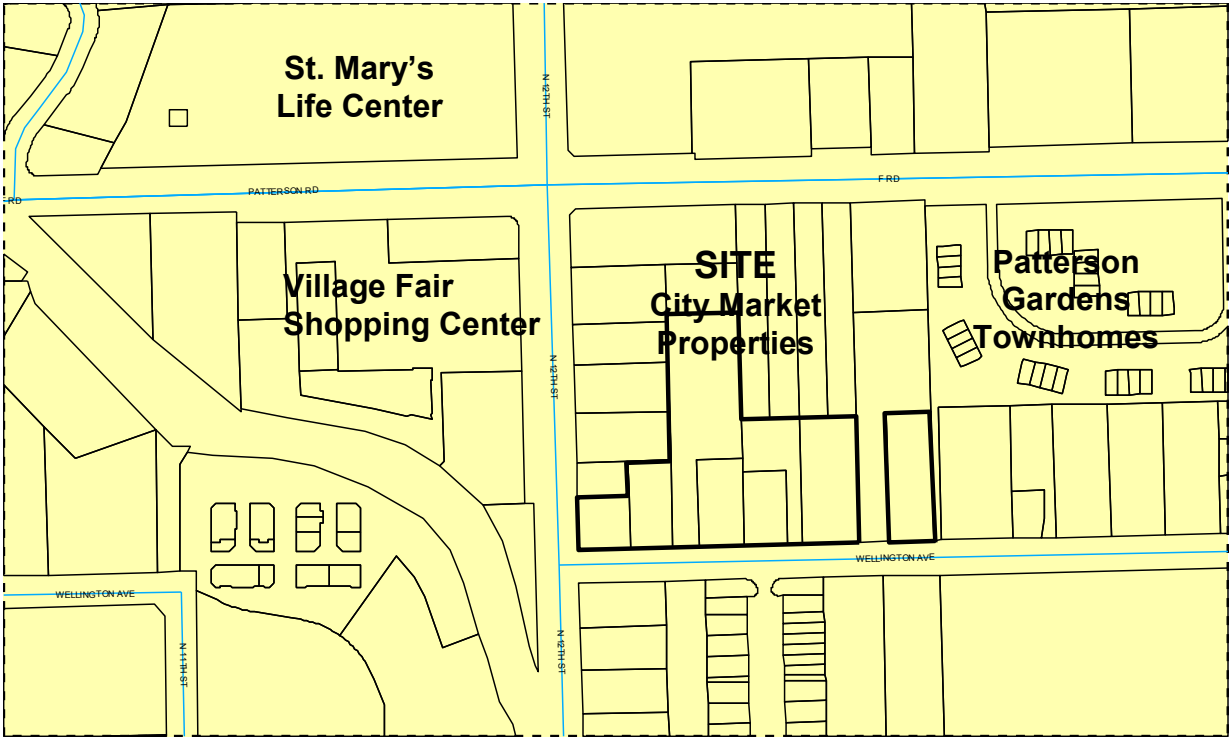 St. Mary's
Life Center
N 12TH ST
PATTERSON RD
F RD
RD
SITE
City Market
Properties
Village Fair
Shopping Center
Patterson
Gardens
Townhomes
N 12TH ST
WELLINGTON AVE
WELLINGTON AVE
N 11TH ST
N 12TH ST